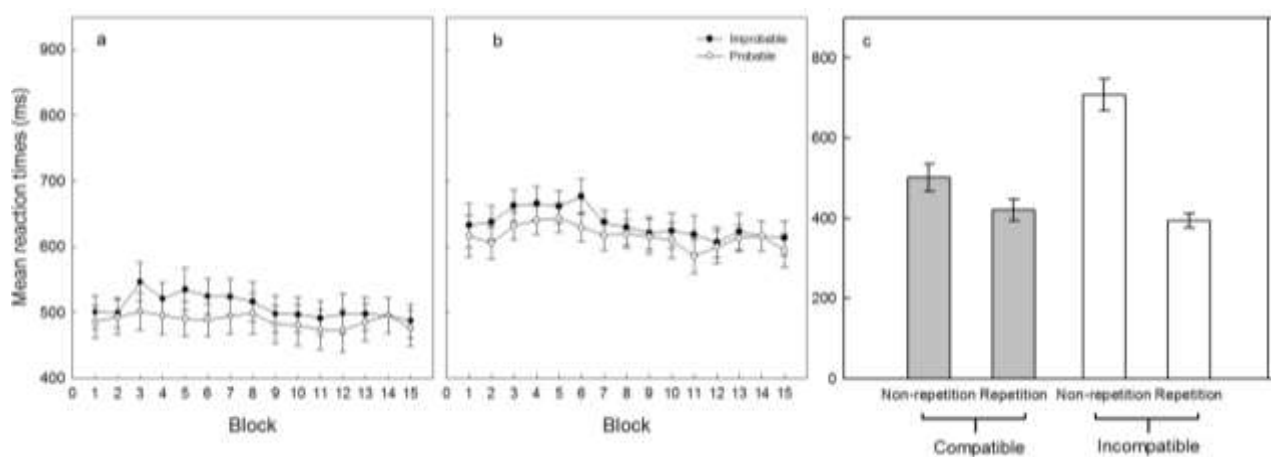 a
b
c
Improbable
Probable
Mean reaction times (ms)
900
800
700
600
500
400
0 1 2 3 4 5 6 7 8 9 10 11 12 13 14 15
Block
0 1 2 3 4 5 6 7 8 9 10 11 12 13 14 15
Block
800
600
400
200
0
Non-repetition Repetition Non-repetition Repetition
Compatible Incompatible